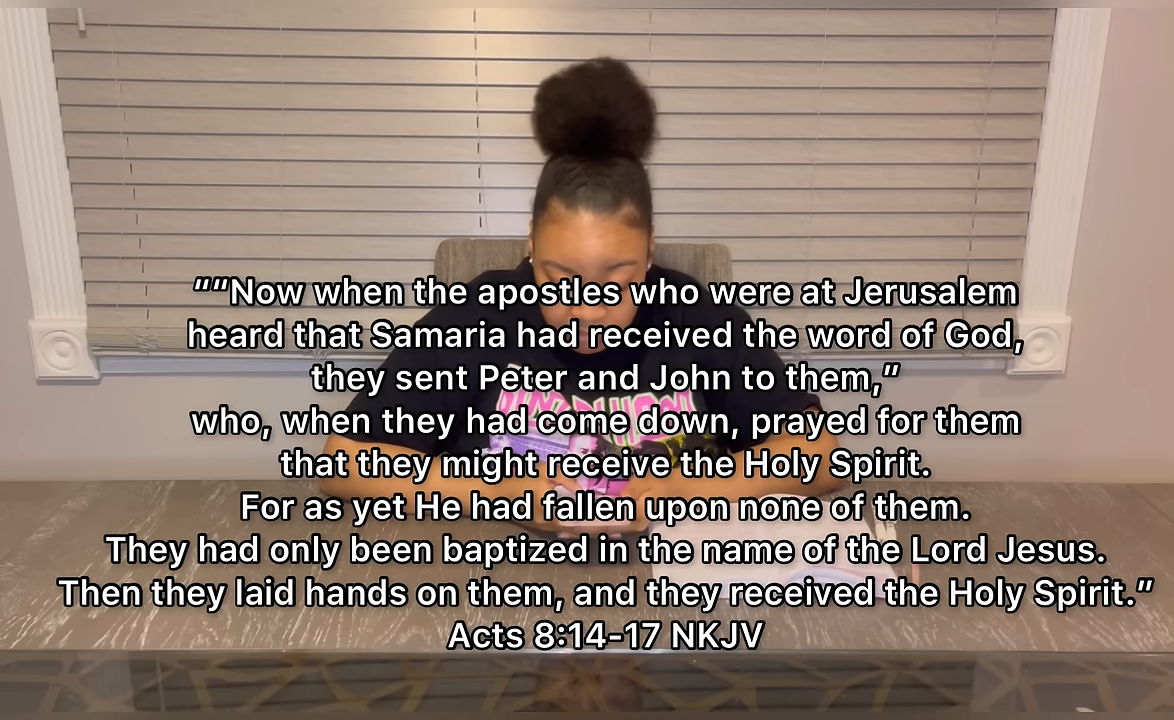 ““Now when the apostles who were at Jerusalem
heard that Samaria had received the word of God,
they sent Peter and John to them,”
who, when they had come down, prayed for them
that they might receive the Holy Spirit.
For as yet He had fallen upon none of them.
They had only been baptized in the name of the Lord Jesus.
Then they laid hands on them, and they received the Holy Spirit.”
Acts 8:14-17 NKJV